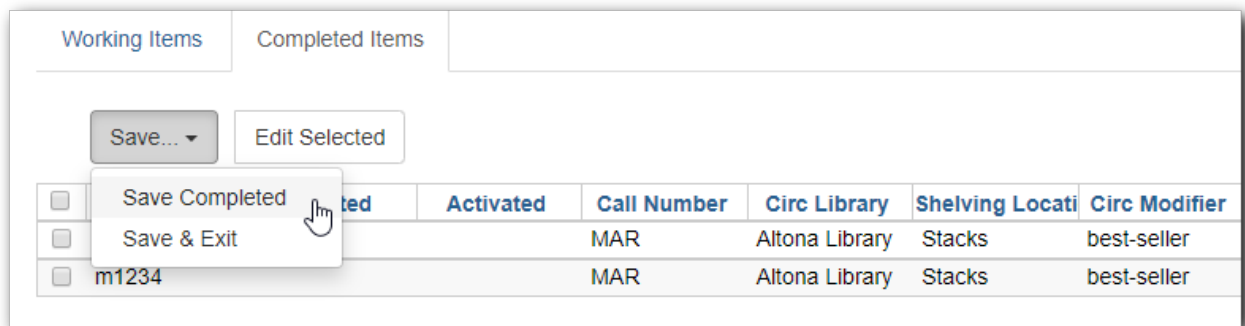 Working Items Completed Items
Save... Edit Selected
Save Completed
Save & Exit
ted Activated Call Number Circ Library Shelving Locati Circ Modifier
MAR Altona Library Stacks best-seller
m1234 MAR Altona Library Stacks best-seller